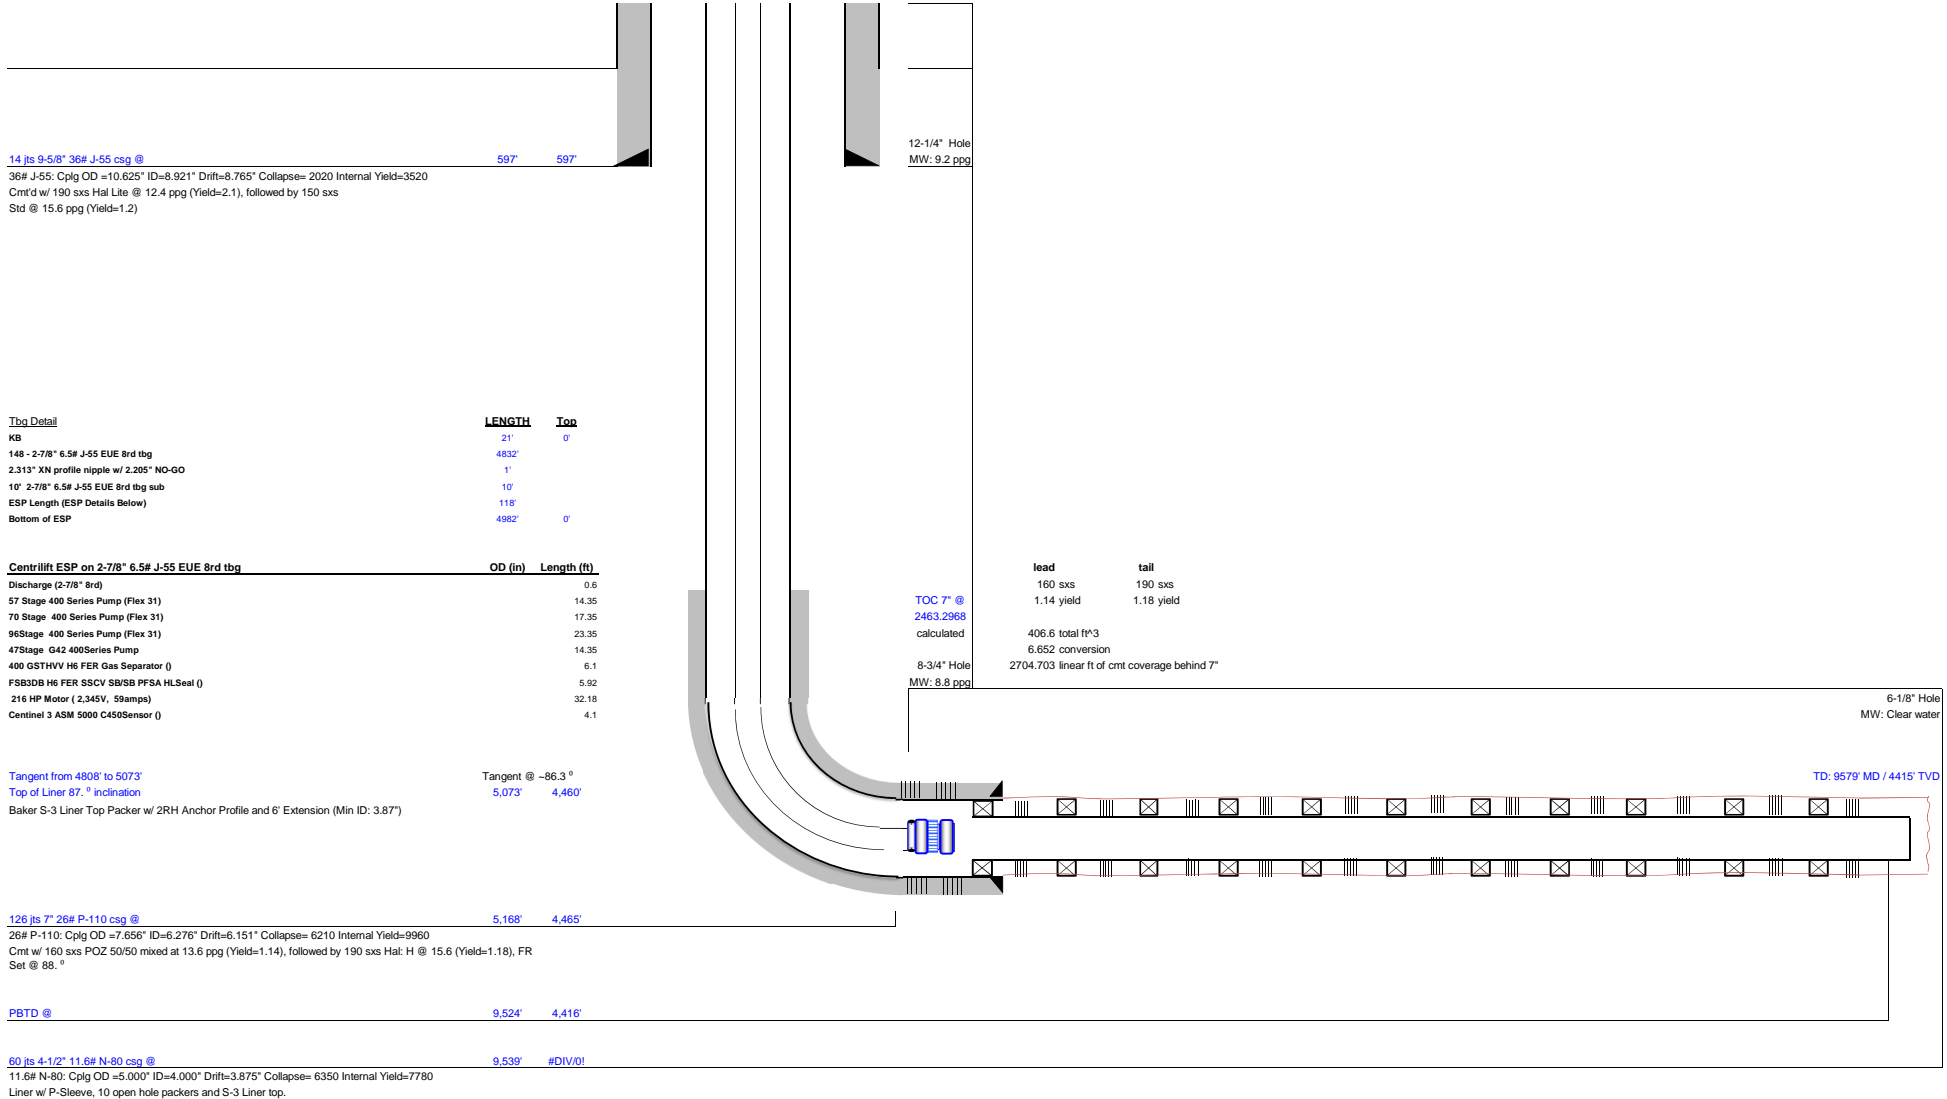 12-1/4" Hole
14 jts 9-5/8" 36# J-55 csg @ 597' 597' MW: 9.2 ppg
36# J-55: Cplg OD =10.625" ID=8.921" Drift=8.765" Collapse= 2020 Internal Yield=3520
Cmt'd w/ 190 sxs Hal Lite @ 12.4 ppg (Yield=2.1), followed by 150 sxs
Std @ 15.6 ppg (Yield=1.2)
Tbg Detail LENGTH Top
KB 21' 0'
148 - 2-7/8" 6.5# J-55 EUE 8rd tbg 4832'
2.313" XN profile nipple w/ 2.205" NO-GO 1'
10' 2-7/8" 6.5# J-55 EUE 8rd tbg sub 10'
ESP Length (ESP Details Below) 118'
Bottom of ESP 4982' 0'
Centrilift ESP on 2-7/8" 6.5# J-55 EUE 8rd tbg OD (in) Length (ft) lead tail
Discharge (2-7/8" 8rd) 0.6 160 sxs 190 sxs
57 Stage 400 Series Pump (Flex 31) 14.35 TOC 7" @ 1.14 yield 1.18 yield
70 Stage 400 Series Pump (Flex 31) 17.35 2463.2968
96Stage 400 Series Pump (Flex 31) 23.35 calculated 406.6 total ft^3
47Stage G42 400Series Pump 14.35 6.652 conversion
400 GSTHVV H6 FER Gas Separator () 6.1 8-3/4" Hole 2704.703 linear ft of cmt coverage behind 7"
FSB3DB H6 FER SSCV SB/SB PFSA HLSeal () 5.92 MW: 8.8 ppg
216 HP Motor ( 2,345V, 59amps) 32.18 6-1/8" Hole
Centinel 3 ASM 5000 C450Sensor () 4.1 MW: Clear water
Tangent from 4808' to 5073' Tangent @ ~86.3 ⁰ TD: 9579' MD / 4415' TVD
Top of Liner 87. ⁰ inclination 5,073' 4,460'
Baker S-3 Liner Top Packer w/ 2RH Anchor Profile and 6' Extension (Min ID: 3.87")
126 jts 7" 26# P-110 csg @ 5,168' 4,465'
26# P-110: Cplg OD =7.656" ID=6.276" Drift=6.151" Collapse= 6210 Internal Yield=9960
Cmt w/ 160 sxs POZ 50/50 mixed at 13.6 ppg (Yield=1.14), followed by 190 sxs Hal: H @ 15.6 (Yield=1.18), FR
Set @ 88. ⁰
PBTD @ 9,524' 4,416'
60 jts 4-1/2" 11.6# N-80 csg @ 9,539' #DIV/0!
11.6# N-80: Cplg OD =5.000" ID=4.000" Drift=3.875" Collapse= 6350 Internal Yield=7780
Liner w/ P-Sleeve, 10 open hole packers and S-3 Liner top.